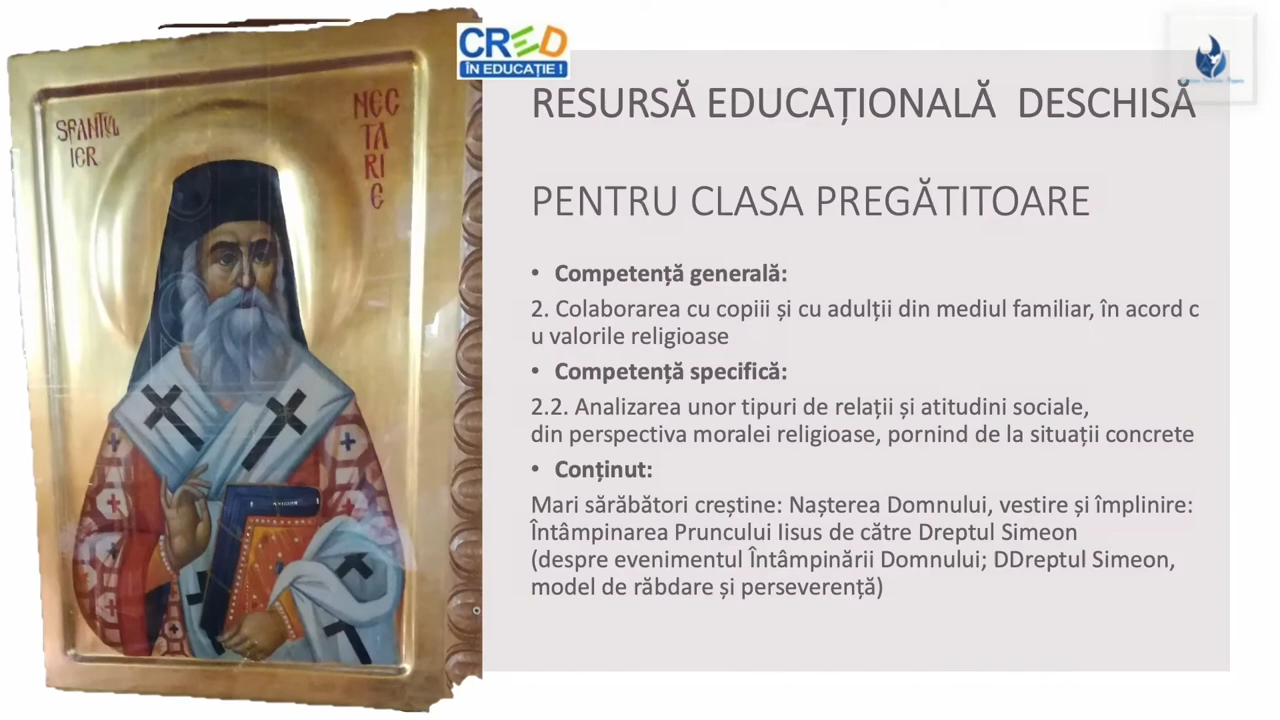 SFANTUL
IER
NEC
TA
RI
E
CRED
ÎN EDUCAȚIE !
RESURSĂ EDUCAȚIONALĂ DESCHISĂ
PENTRU CLASA PREGĂTITOARE
• Competență generală:
2. Colaborarea cu copiii și cu adulții din mediul familiar, în acord c
u valorile religioase
• Competență specifică:
2.2. Analizarea unor tipuri de relații și atitudini sociale,
din perspectiva moralei religioase, pornind de la situații concrete
• Conținut:
Mari sărăbători creștine: Nașterea Domnului, vestire și împlinire:
Întâmpinarea Pruncului Iisus de către Dreptul Simeon
(despre evenimentul Întâmpinării Domnului; DDreptul Simeon,
model de răbdare și perseverență)